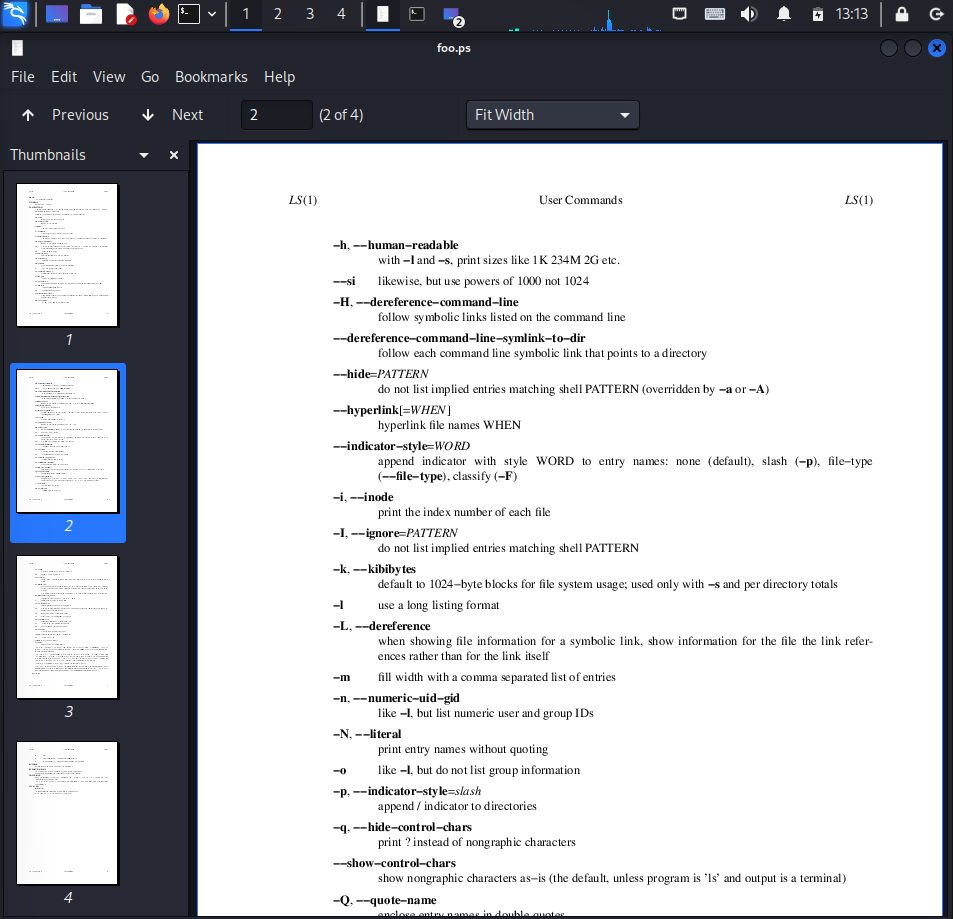 1 2 3 4
2
13:13
foo.ps
File Edit View Go Bookmarks Help
Previous Next 2 (2 of 4) Fit Width
Thumbnails
1
2
3
4
LS(1) User Commands LS(1)
−h, −−human−readable
with −l and −s, print sizes like 1K 234M 2G etc.
−−si likewise, but use powers of 1000 not 1024
−H, −−dereference−command−line
follow symbolic links listed on the command line
−−dereference−command−line−symlink−to−dir
follow each command line symbolic link that points to a directory
−−hide=PATTERN
do not list implied entries matching shell PATTERN (overridden by −a or −A)
−−hyperlink[=WHEN]
hyperlink file names WHEN
−−indicator−style=WORD
append indicator with style WORD to entry names: none (default), slash (−p), file−type
(−−file−type), classify (−F)
−i, −−inode
print the index number of each file
−I, −−ignore=PATTERN
do not list implied entries matching shell PATTERN
−k, −−kibibytes
default to 1024−byte blocks for file system usage; used only with −s and per directory totals
−l use a long listing format
−L, −−dereference
when showing file information for a symbolic link, show information for the file the link refer-
ences rather than for the link itself
−m fill width with a comma separated list of entries
−n, −−numeric−uid−gid
like −l, but list numeric user and group IDs
−N, −−literal
print entry names without quoting
−o like −l, but do not list group information
−p, −−indicator−style=slash
append / indicator to directories
−q, −−hide−control−chars
print ? instead of nongraphic characters
−−show−control−chars
show nongraphic characters as−is (the default, unless program is ’ls’ and output is a terminal)
−Q, −−quote−name
enclose entry names in double quotes